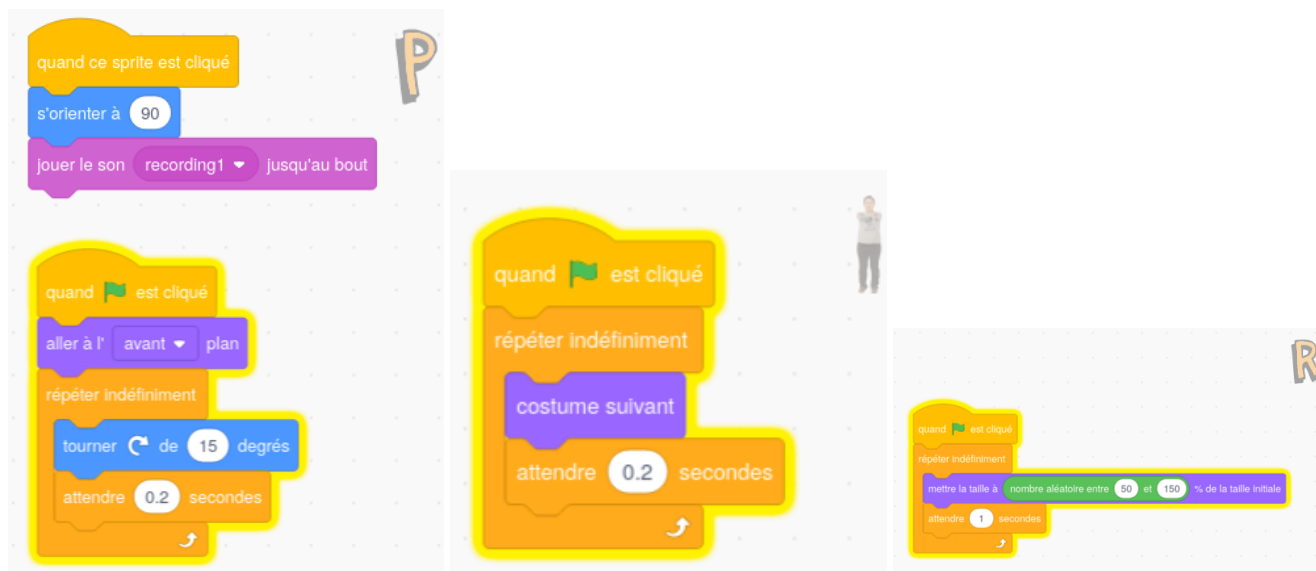 P
quand ce sprite est cliqué
s'orienter à 90
jouer le son recording1 jusqu'au bout
quand est cliqué
aller à l' avant plan
répéter indéfiniment
tourner de 15 degrés
attendre 0.2 secondes
quand est cliqué
répéter indéfiniment
costume suivant
attendre 0.2 secondes
R
quand est cliqué
répéter indéfiniment
mettre la taille à nombre aléatoire entre 50 et 150 % de la taille initiale
attendre 1 secondes